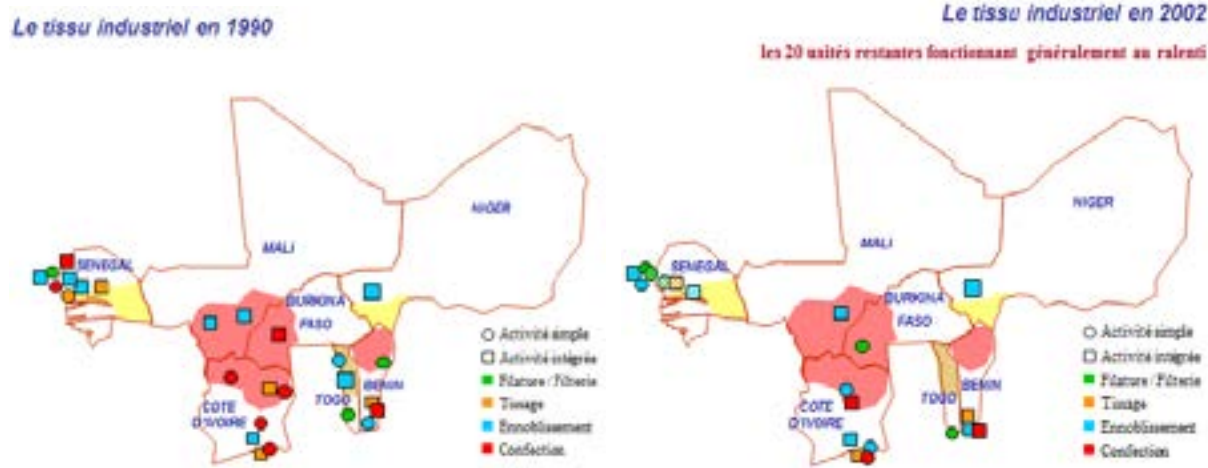 Le tissu industriel en 1990
NIGER
MALI
SENEGAL
BURKINA
FASO
COTE
D'IVOIRE
TOGO
BENIN
Activité simple
Activité intégrée
Filature / Filterie
Tissage
Ennoblissement
Confection
Le tissu industriel en 2002
les 20 unités restantes fonctionnant généralement au ralenti
NIGER
MALI
SENEGAL
BURKINA
FASO
COTE
D'IVOIRE
TOGO
BENIN
Activité simple
Activité intégrée
Filature / Filterie
Tissage
Ennoblissement
Confection